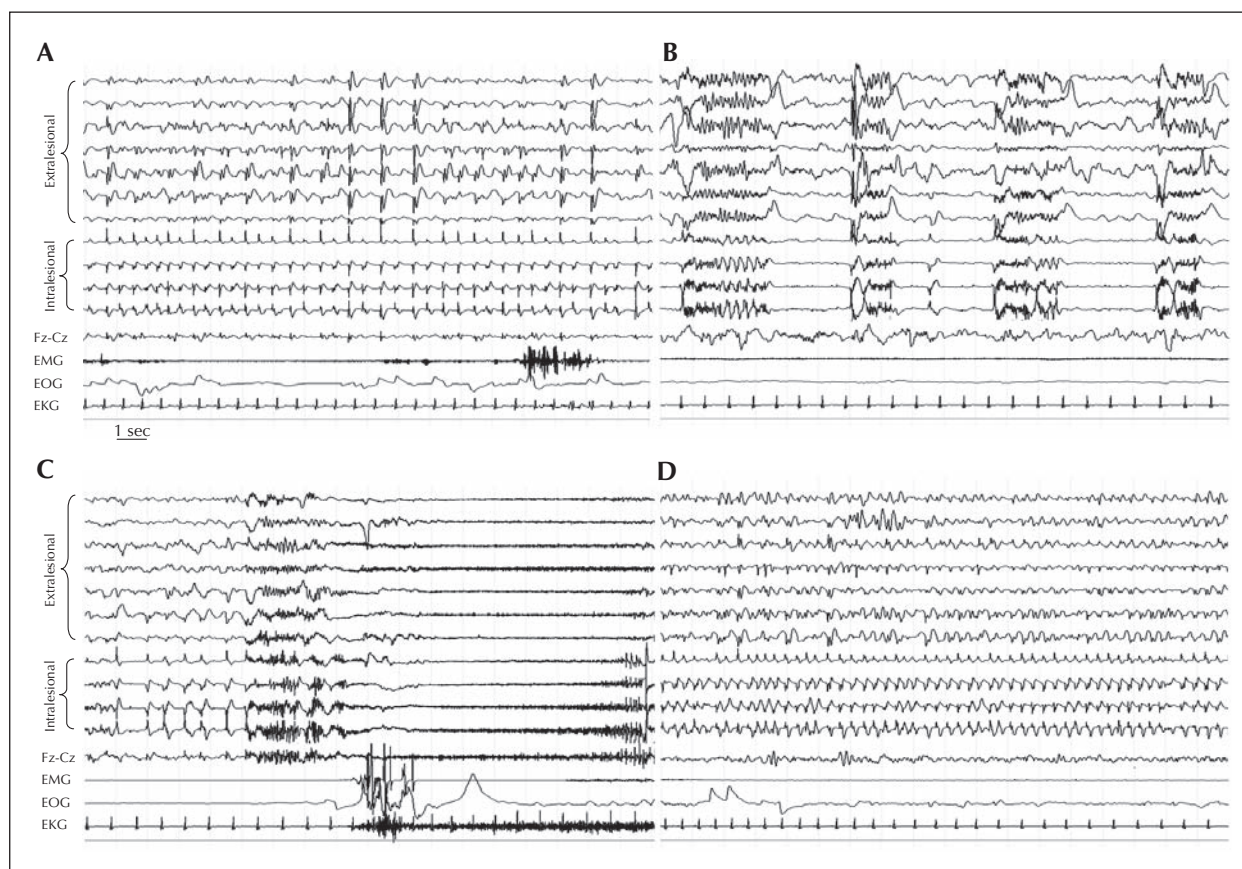 A
B
Extralesional
Intralesional
Fz-Cz
EMG
EOG
EKG
1 sec
C
D
Extralesional
Intralesional
Fz-Cz
EMG
EOG
EKG